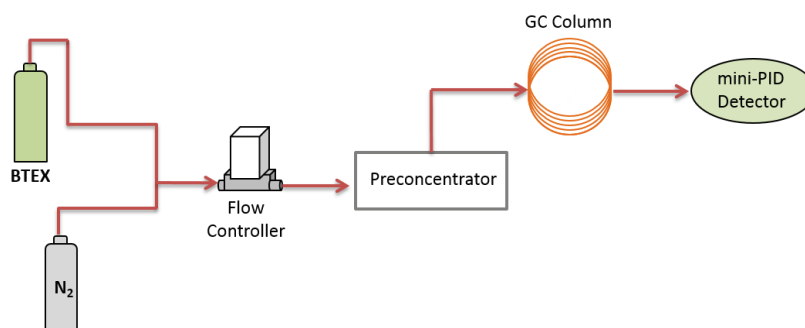 GC Column
mini-PID
Detector
BTEX
Preconcentrator
Flow
Controller
N₂